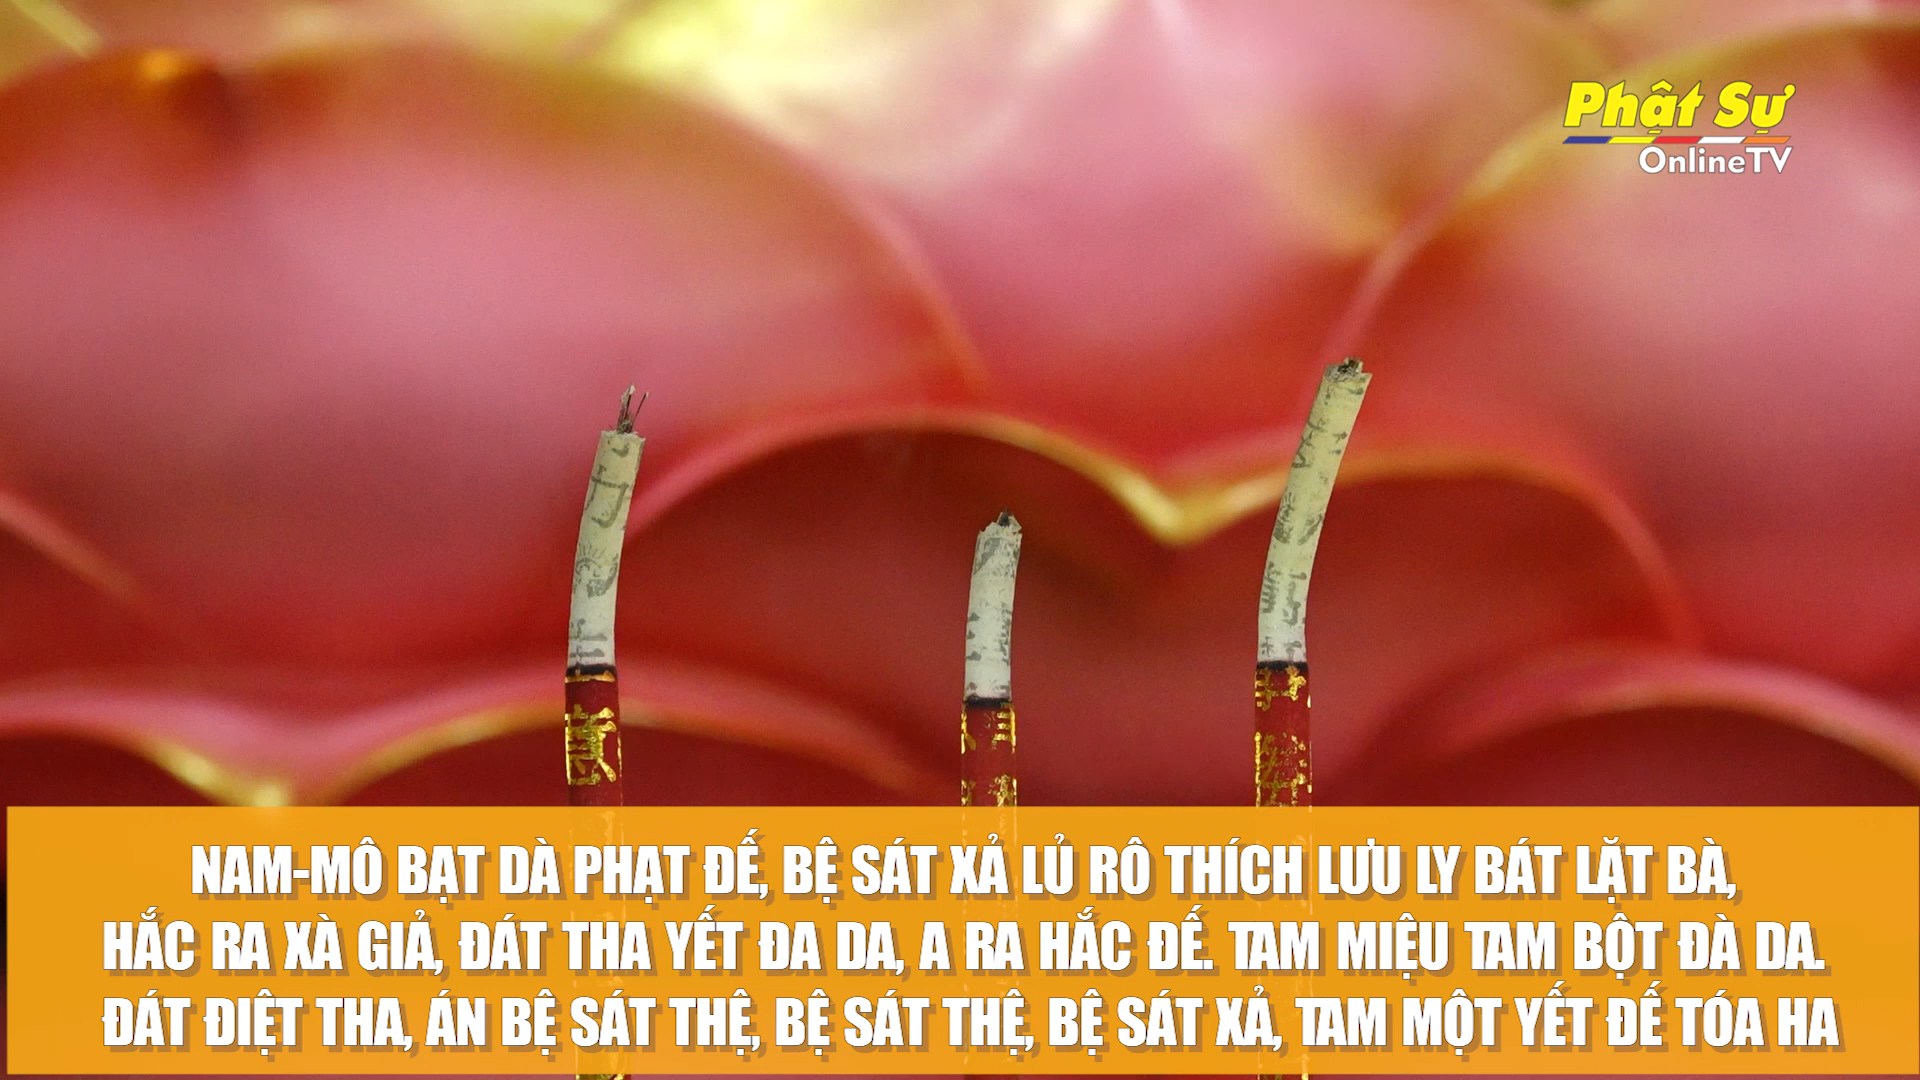 Phật Sự
OnlineTV
NAM-MÔ BẠT DÀ PHẠT ĐẾ, BỆ SÁT XẢ LỦ RÔ THÍCH LƯU LY BÁT LẶT BÀ,
HẮC RA XÀ GIẢ, ĐÁT THA YẾT ĐA DA, A RA HẮC ĐẾ. TAM MIỆU TAM BỘT ĐÀ DA.
ĐÁT ĐIỆT THA, ÁN BỆ SÁT THỆ, BỆ SÁT THỆ, BỆ SÁT XẢ, TAM MỘT YẾT ĐẾ TÓA HA